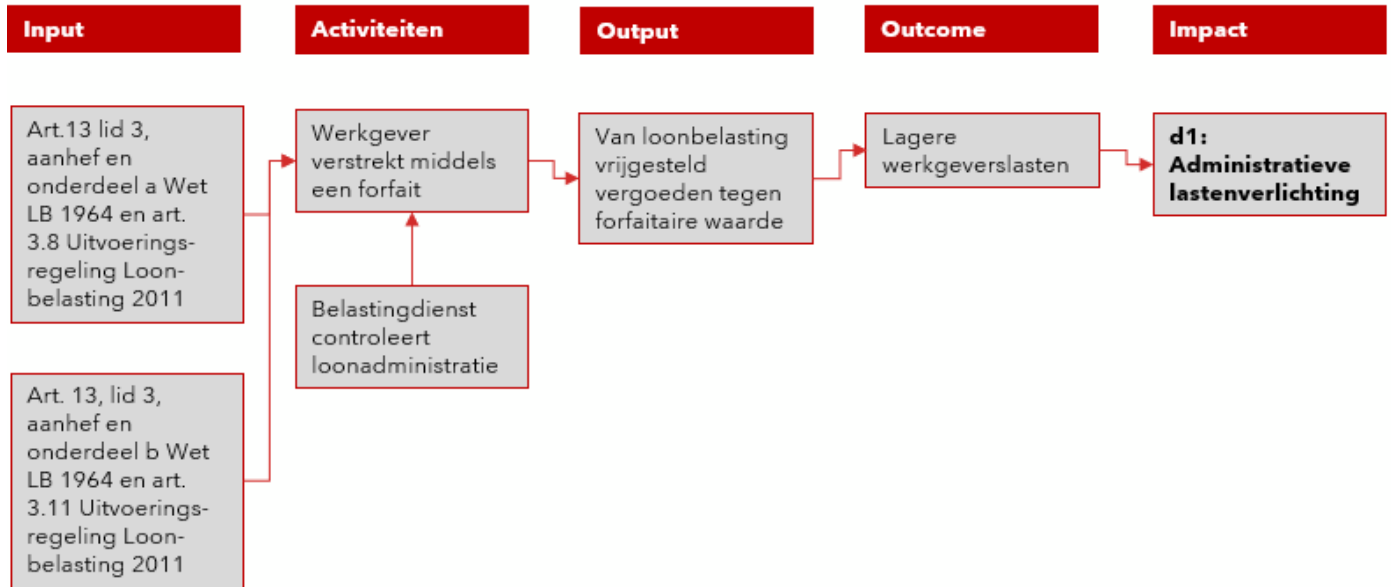 Input
Activiteiten
Output
Outcome
Impact
Art.13 lid 3,
aanhef en
onderdeel a Wet
LB 1964 en art.
3.8 Uitvoerings-
regeling Loon-
belasting 2011
Werkgever
verstrekt middels
een forfait
Van loonbelasting
vrijgesteld
vergoeden tegen
forfaitaire waarde
Lagere
werkgeverslasten
d1:
Administratieve
lastenverlichting
Belastingdienst
controleert
loonadministratie
Art. 13, lid 3,
aanhef en
onderdeel b Wet
LB 1964 en art.
3.11 Uitvoerings-
regeling Loon-
belasting 2011